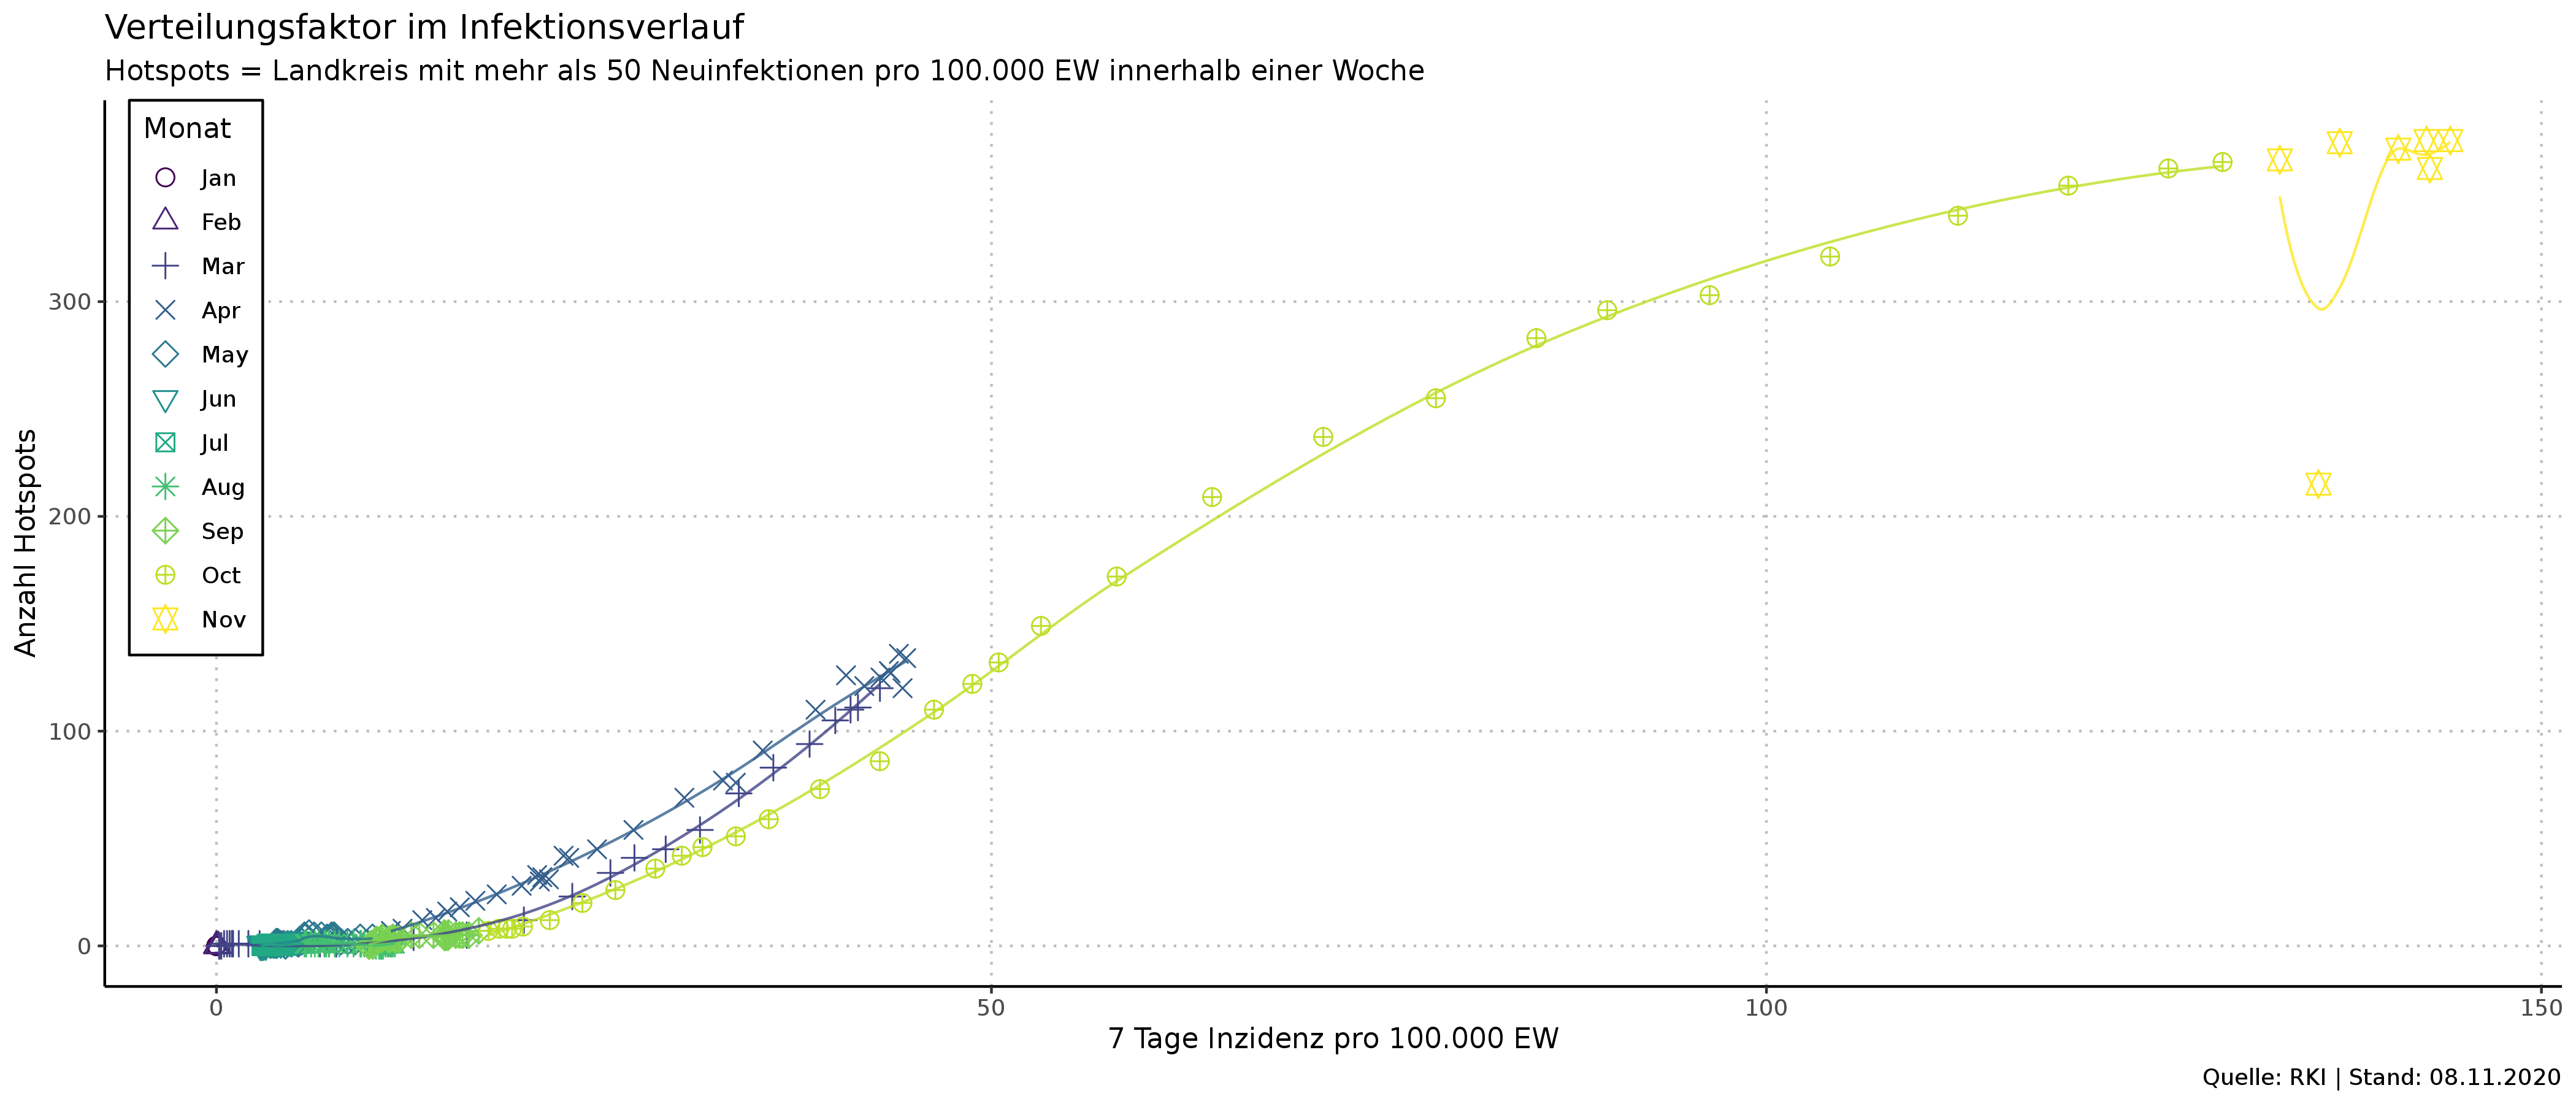 Verteilungsfaktor im Infektionsverlauf
Hotspots = Landkreis mit mehr als 50 Neuinfektionen pro 100.000 EW innerhalb einer Woche
Monat
Jan
Feb
Mar
Apr
May
Jun
Jul
Aug
Sep
Oct
Nov
Anzahl Hotspots
300
200
100
0
0
50
100
150
7 Tage Inzidenz pro 100.000 EW
Quelle: RKI | Stand: 08.11.2020